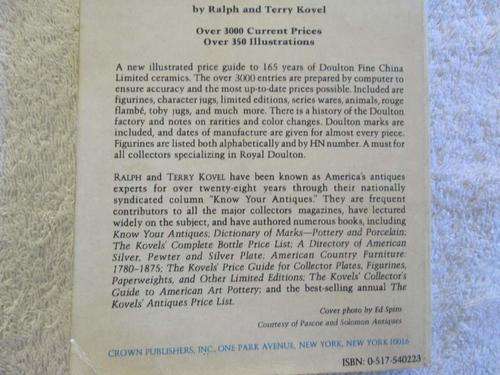 by Ralph and Terry Kovel
Over 3000 Current Prices
Over 350 Illustrations
A new illustrated price guide to 165 years of Doulton Fine China
Limited ceramics. The over 3000 entries are prepared by computer to
ensure accuracy and the most up-to-date prices possible. Included are
figurines, character jugs, limited editions, series wares, animals, rouge
flambé, toby jugs, and much more. There is a history of the Doulton
factory and notes on rarities and color changes. Doulton marks are
included, and dates of manufacture are given for almost every piece.
Figurines are listed both alphabetically and by HN number. A must for
all collectors specializing in Royal Doulton.
RALPH and TERRY KOVEL have been known as America's antiques
experts for over twenty-eight years through their nationally
syndicated column "Know Your Antiques." They are frequent
contributors to all the major collectors magazines, have lectured
widely on the subject, and have authored numerous books, including
Know Your Antiques; Dictionary of Marks—Pottery and Porcelain;
The Kovels' Complete Bottle Price List; A Directory of American
Silver, Pewter and Silver Plate; American Country Furniture:
1780–1875; The Kovels' Price Guide for Collector Plates, Figurines,
Paperweights, and Other Limited Editions; The Kovels' Collector's
Guide to American Art Pottery; and the best-selling annual The
Kovels' Antiques Price List.
Cover photo by Ed Spiro
Courtesy of Pascoe and Solomon Antiques
CROWN PUBLISHERS, INC., ONE PARK AVENUE, NEW YORK, NEW YORK 10016
ISBN: 0-517-540223